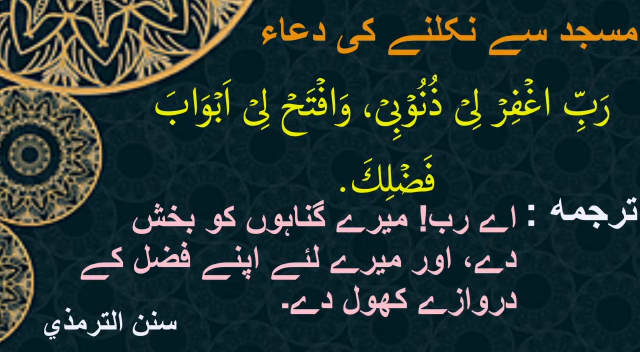 مسجد سے نکلنے کی دعاء
رَبِّ اغْفِرْ لِیْ ذُنُوْبِیْ، وَافْتَحْ لِیْ اَبْوَابَ
فَضْلِكَ.
ترجمه : اے رب! میرے گناہوں کو بخش
دے، اور میرے لئے اپنے فضل کے
دروازے کھول دے۔
سنن الترمذي